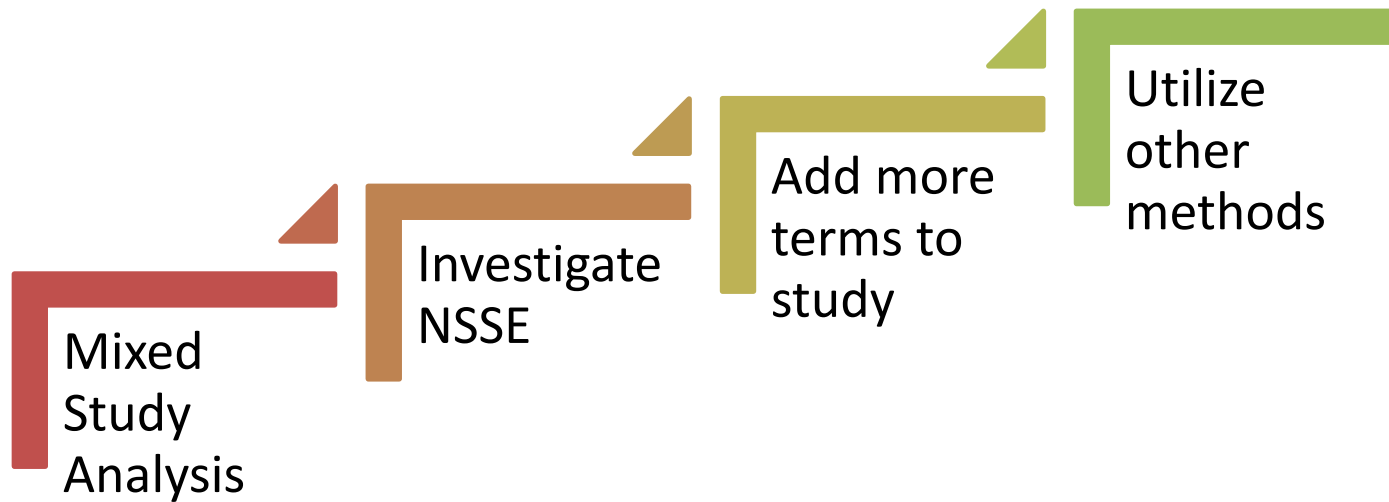 Mixed
Study
Analysis
Investigate
NSSE
Add more
terms to
study
Utilize
other
methods